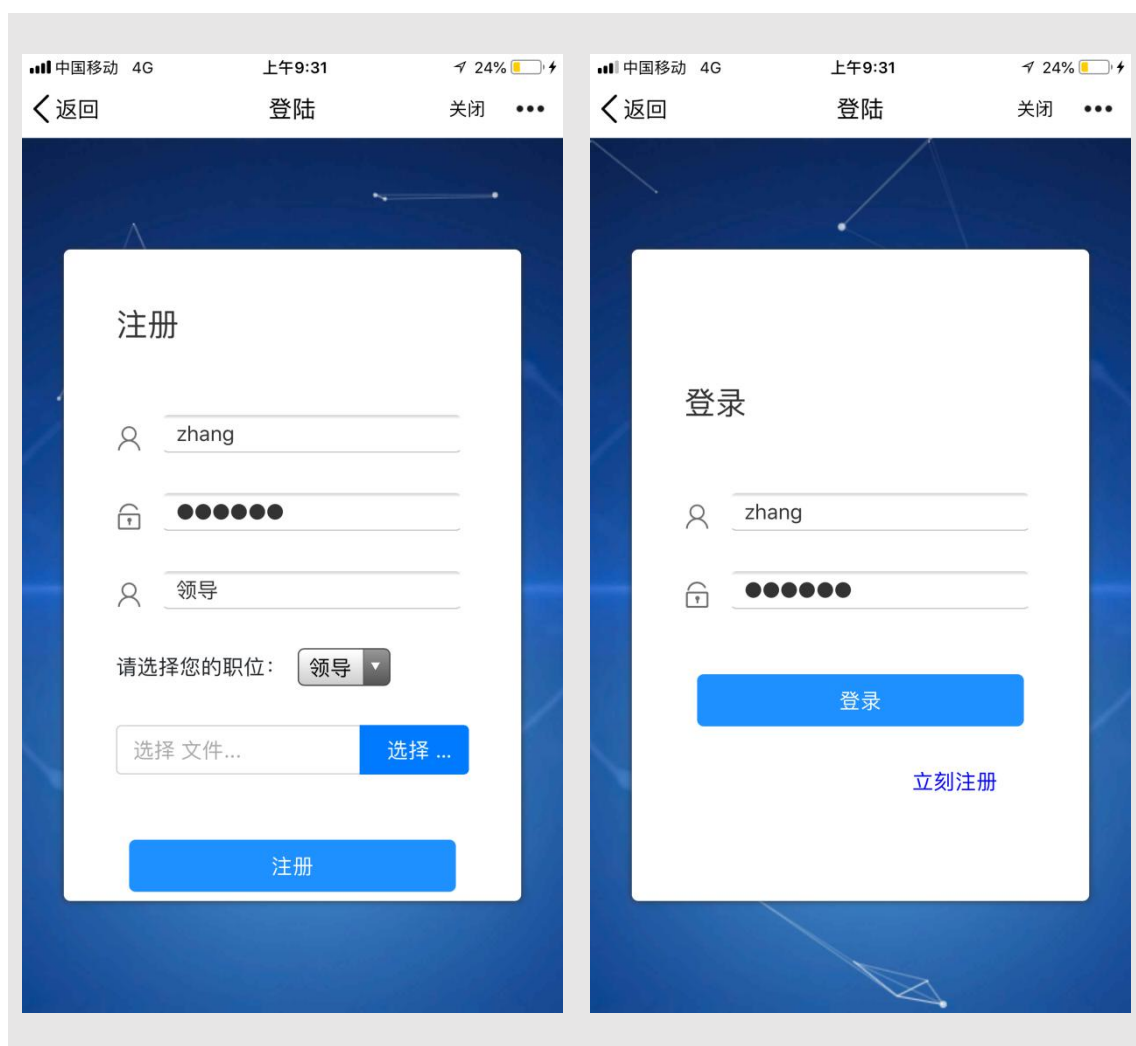 中国移动 4G 上午9:31 24%
返回 登陆 关闭 •••
注册
zhang
●●●●●●
领导
请选择您的职位： 领导
选择 文件... 选择 ...
注册
中国移动 4G 上午9:31 24%
返回 登陆 关闭 •••
登录
zhang
●●●●●●
登录
立刻注册